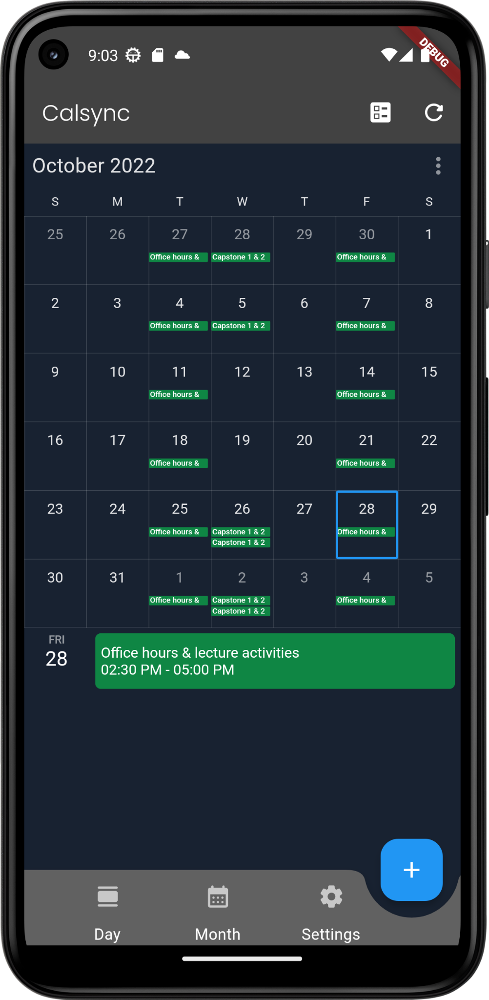 9:03
DEBUG
Calsync
October 2022
S M T W T F S
25 26 27 28 29 30 1
Office hours & Capstone 1 & 2 Office hours &
2 3 4 5 6 7 8
Office hours & Capstone 1 & 2 Office hours &
9 10 11 12 13 14 15
Office hours & Office hours &
16 17 18 19 20 21 22
Office hours & Office hours &
23 24 25 26 27 28 29
Office hours & Capstone 1 & 2 Office hours &
Capstone 1 & 2
30 31 1 2 3 4 5
Office hours & Capstone 1 & 2 Office hours &
Capstone 1 & 2
FRI
28
Office hours & lecture activities
02:30 PM - 05:00 PM
+
Day Month Settings